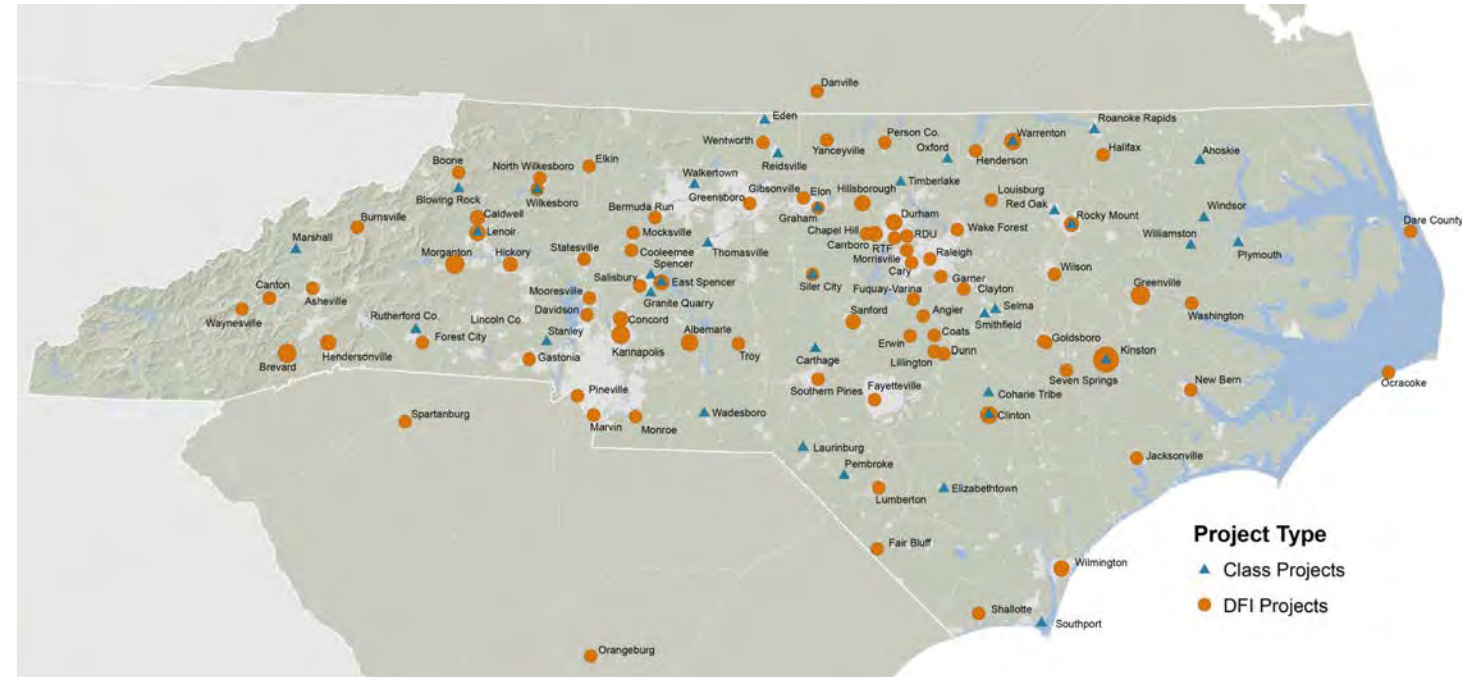 Danville
Eden
Roanoke Rapids
Wentworth
Yanceyville
Person Co.
Oxford
Warrenton
Henderson
Halifax
Reidsville
Ahoskie
Boone
North Wilkesboro
Elkin
Walkertown
Timberlake
Blowing Rock
Wilkesboro
Greensboro
Gibsonville
Elon
Hillsborough
Louisburg
Red Oak
Graham
Burnsville
Caldwell
Bermuda Run
Durham
Rocky Mount
Windsor
Dare County
Lenoir
Mocksville
Chapel Hill
Carrboro
RTF
RDU
Wake Forest
Williamston
Plymouth
Marshall
Morganton
Hickory
Statesville
Cooleemee
Thomasville
Morrisville
Raleigh
Spencer
Cary
Wilson
Canton
Asheville
Salisbury
East Spencer
Siler City
Garner
Greenville
Mooresville
Granite Quarry
Fuquay-Varina
Clayton
Waynesville
Davidson
Sanford
Angier
Selma
Smithfield
Washington
Rutherford Co.
Lincoln Co.
Concord
Forest City
Stanley
Albemarle
Erwin
Coats
Goldsboro
Brevard
Hendersonville
Gastonia
Kannapolis
Troy
Carthage
Lillington
Dunn
Kinston
Seven Springs
Ocracoke
Pineville
Southern Pines
Fayetteville
Coharie Tribe
New Bern
Spartanburg
Marvin
Monroe
Wadesboro
Clinton
Laurinburg
Jacksonville
Pembroke
Lumberton
Elizabethtown
Fair Bluff
Wilmington
Shallotte
Southport
Orangeburg
Project Type
Class Projects
DFI Projects